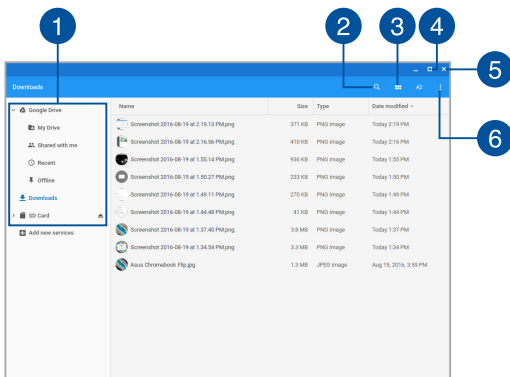 1
2
3
4
5
6
Downloads
AZ
Google Drive
My Drive
Shared with me
Recent
Offline
Downloads
SD Card
Add new services
Name Size Type Date modified
Screenshot 2016-08-19 at 2.19.13 PM.png 371 KB PNG image Today 2:19 PM
Screenshot 2016-08-19 at 2.16.56 PM.png 410 KB PNG image Today 2:16 PM
Screenshot 2016-08-19 at 1.55.14 PM.png 936 KB PNG image Today 1:55 PM
Screenshot 2016-08-19 at 1.50.27 PM.png 233 KB PNG image Today 1:50 PM
Screenshot 2016-08-19 at 1.49.11 PM.png 270 KB PNG image Today 1:49 PM
Screenshot 2016-08-19 at 1.44.48 PM.png 41 KB PNG image Today 1:44 PM
Screenshot 2016-08-19 at 1.37.40 PM.png 3.8 MB PNG image Today 1:37 PM
Screenshot 2016-08-19 at 1.34.54 PM.png 3.3 MB PNG image Today 1:34 PM
Asus Chromebook Flip.jpg 1.3 MB JPEG image Aug 15, 2016, 3:59 PM